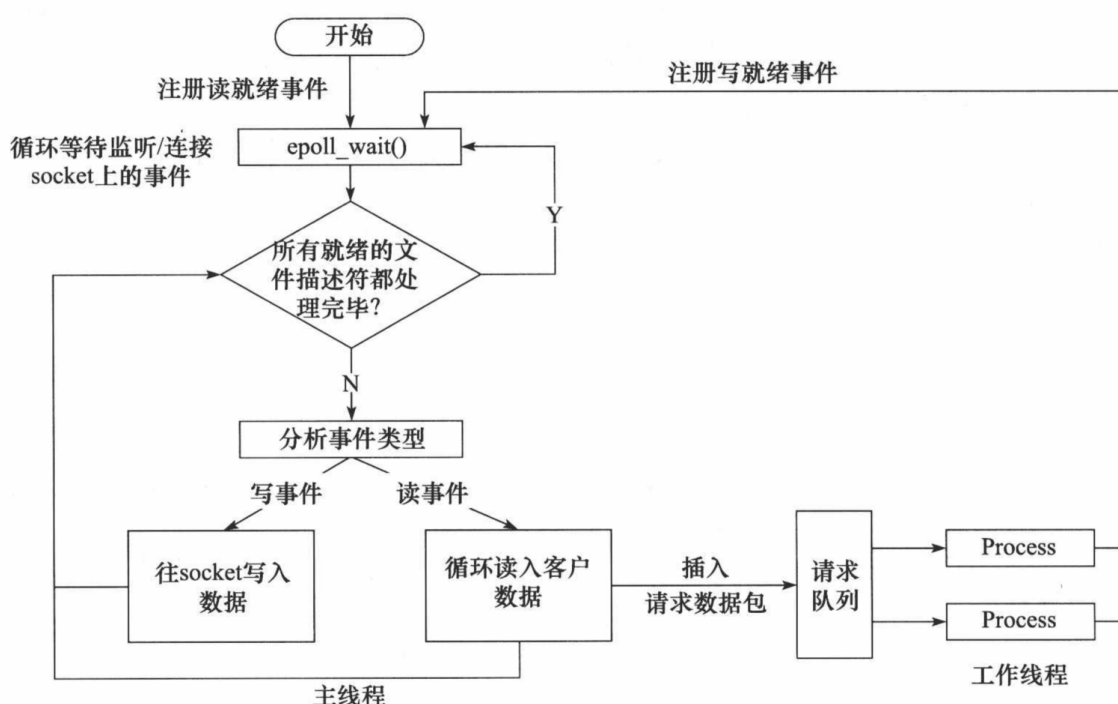 开始
注册读就绪事件
注册写就绪事件
循环等待监听/连接
socket上的事件
epoll_wait()
Y
所有就绪的文
件描述符都处
理完毕?
N
分析事件类型
写事件
读事件
往socket写入
数据
循环读入客户
数据
插入
请求数据包
请求
队列
Process
Process
工作线程
主线程